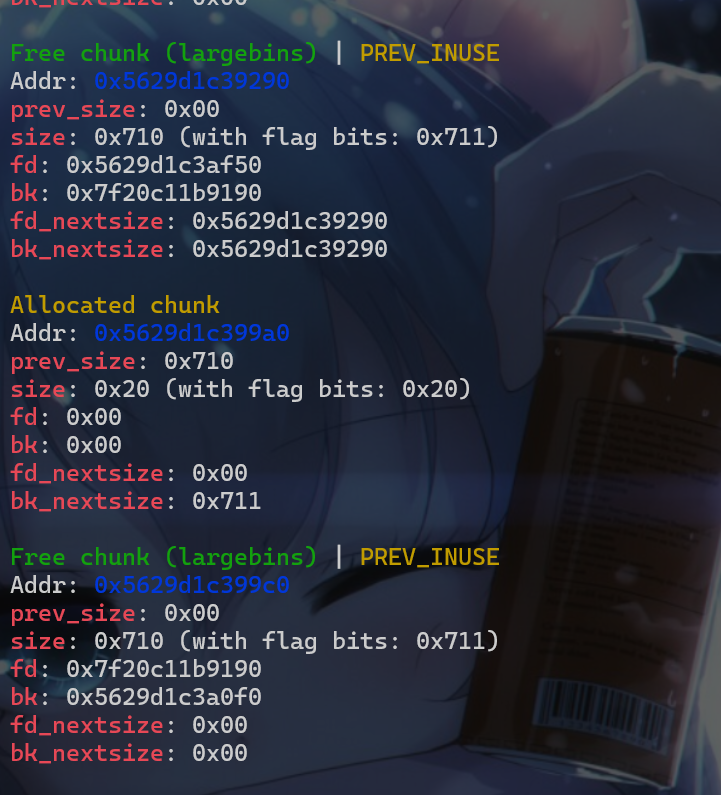 bk_nextsize: 0x00
Free chunk (largebins) | PREV_INUSE
Addr: 0x5629d1c39290
prev_size: 0x00
size: 0x710 (with flag bits: 0x711)
fd: 0x5629d1c3af50
bk: 0x7f20c11b9190
fd_nextsize: 0x5629d1c39290
bk_nextsize: 0x5629d1c39290
Allocated chunk
Addr: 0x5629d1c399a0
prev_size: 0x710
size: 0x20 (with flag bits: 0x20)
fd: 0x00
bk: 0x00
fd_nextsize: 0x00
bk_nextsize: 0x711
Free chunk (largebins) | PREV_INUSE
Addr: 0x5629d1c399c0
prev_size: 0x00
size: 0x710 (with flag bits: 0x711)
fd: 0x7f20c11b9190
bk: 0x5629d1c3a0f0
fd_nextsize: 0x00
bk_nextsize: 0x00